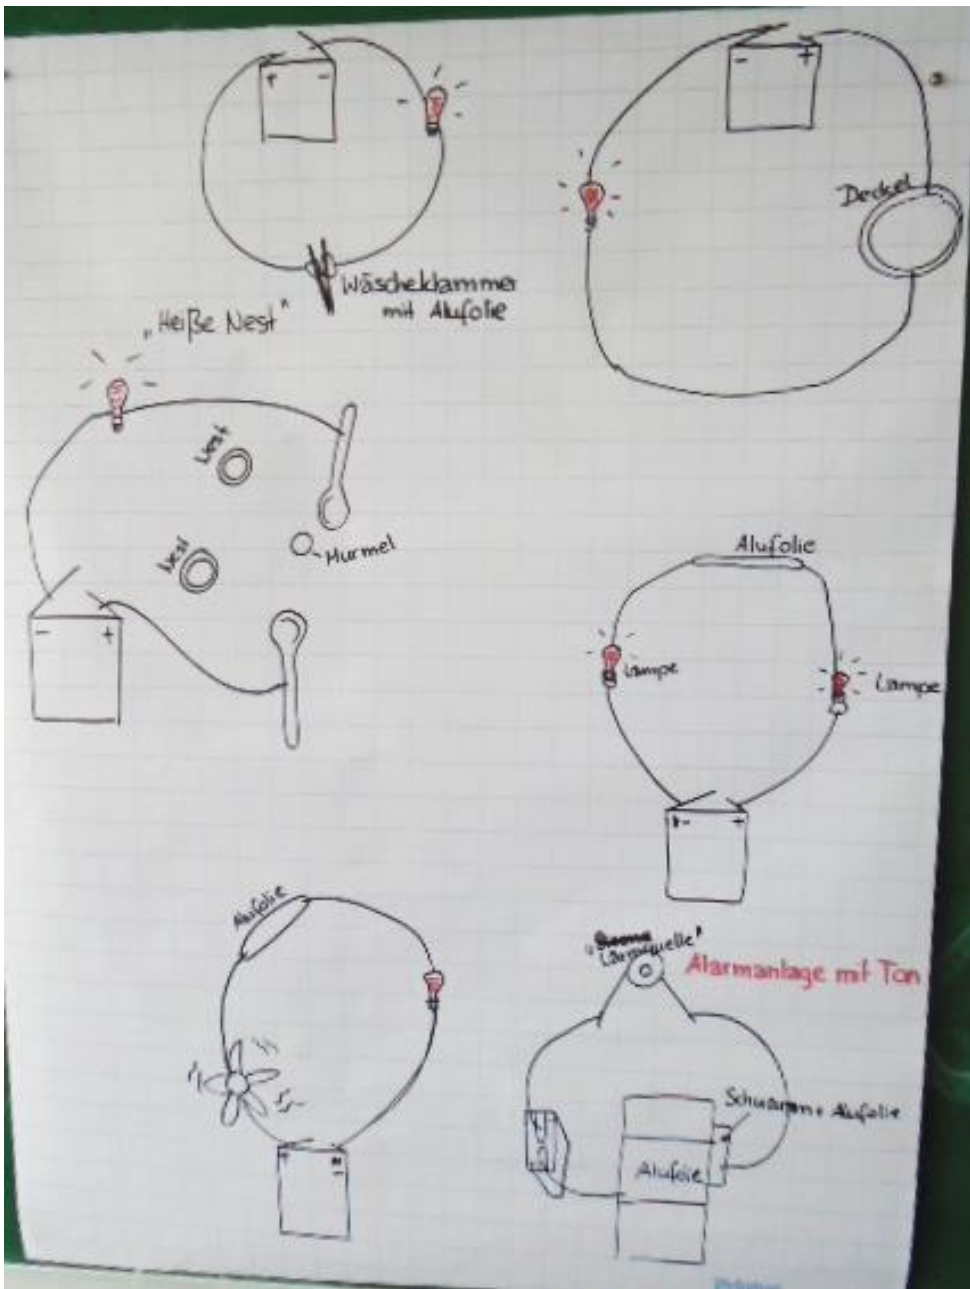 + -
- +
Deckel
Wäscheklammer
mit Alufolie
„Heiße Nest"
Nest
Murmel
Nest
- +
Alufolie
Lampe
Lampe
- +
Alufolie
+ -
Alarmanlage mit Ton
Schwamm + Alufolie
Alufolie